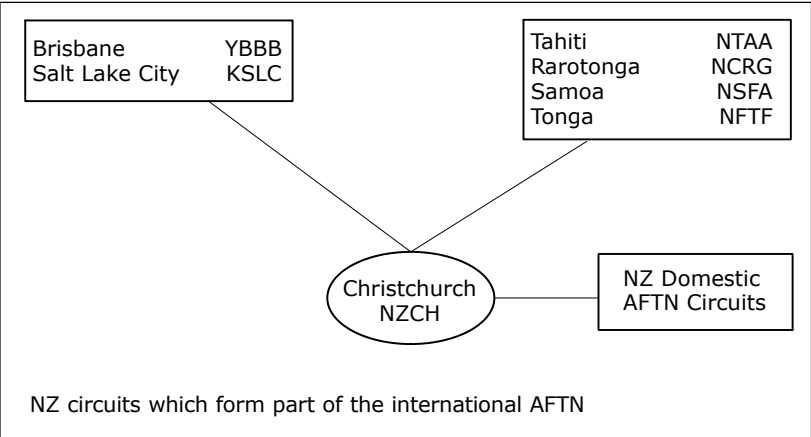 Brisbane YBBB
Salt Lake City KSLC
Tahiti NTAA
Rarotonga NCRG
Samoa NSFA
Tonga NFTF
Christchurch
NZCH
NZ Domestic
AFTN Circuits
NZ circuits which form part of the international AFTN